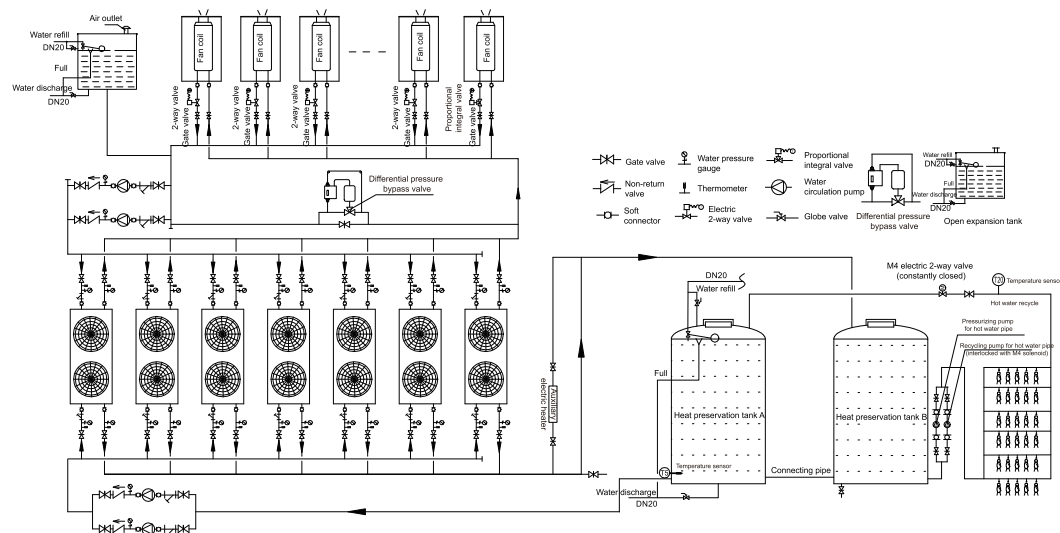 Air outlet
Water refill
DN20
Full
Water discharge
DN20
Fan coil
Fan coil
Fan coil
Fan coil
Fan coil
2-way valve
Gate valve
2-way valve
Gate valve
2-way valve
Gate valve
2-way valve
Gate valve
Proportional
integral valve
Differential pressure
bypass valve
Gate valve
Water pressure
gauge
Proportional
integral valve
Non-return
valve
Thermometer
Water
circulation pump
Soft
connector
Electric
2-way valve
Globe valve
Differential pressure
bypass valve
Water refill
DN20
Full
Water discharge
DN20
Open expansion tank
M4 electric 2-way valve
(constantly closed)
T20
Temperature senso
Hot water recycle
Pressurizing pump
for hot water pipe
Recycling pump for hot water pipe
(interlocked with M4 solenoid)
DN20
Water refill
Full
Auxiliary
electric heater
Heat preservation tank A
Heat preservation tank B
T5
Temperature sensor
Connecting pipe
Water discharge
DN20